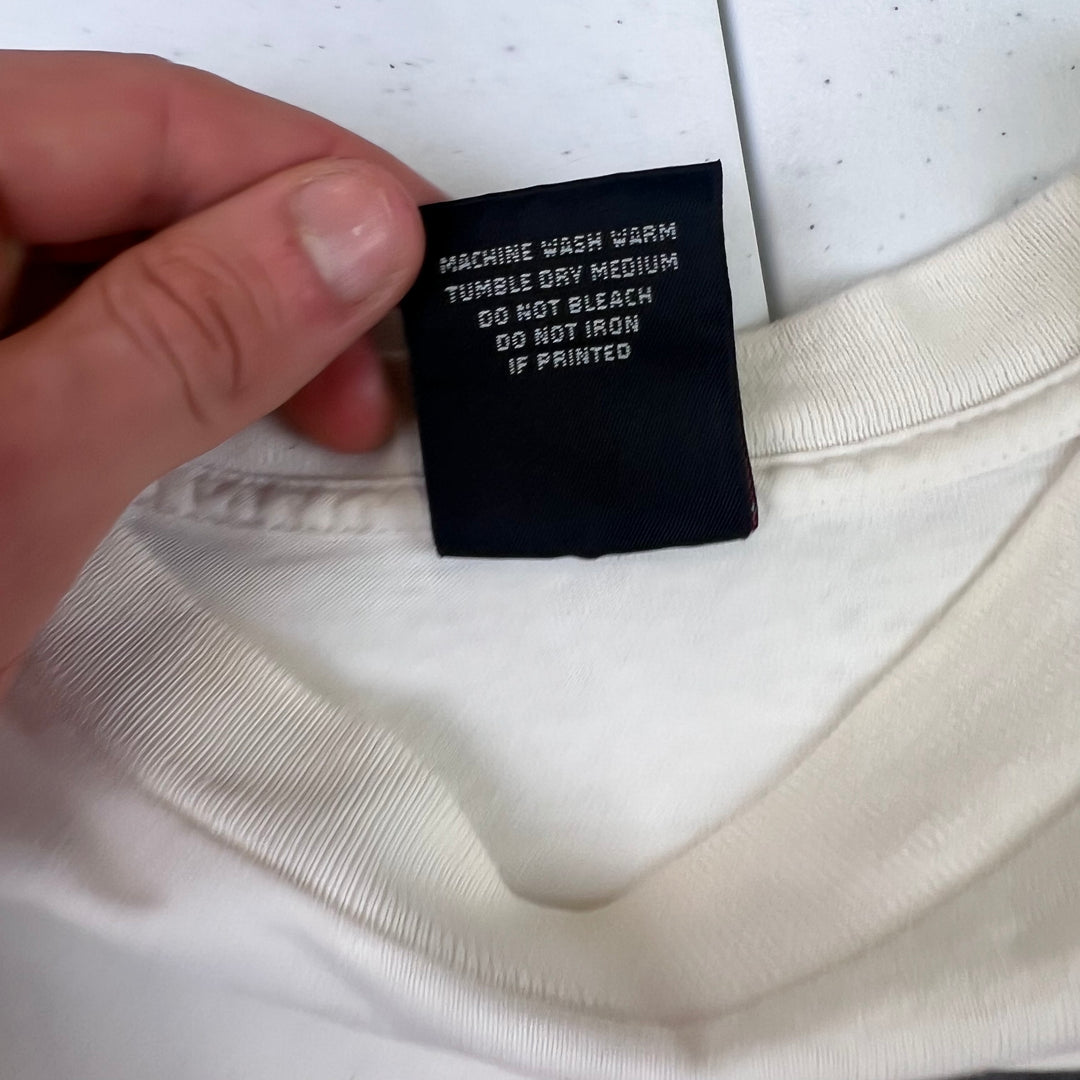 MACHINE WASH WARM
TUMBLE DRY MEDIUM
DO NOT BLEACH
DO NOT IRON
IF PRINTED